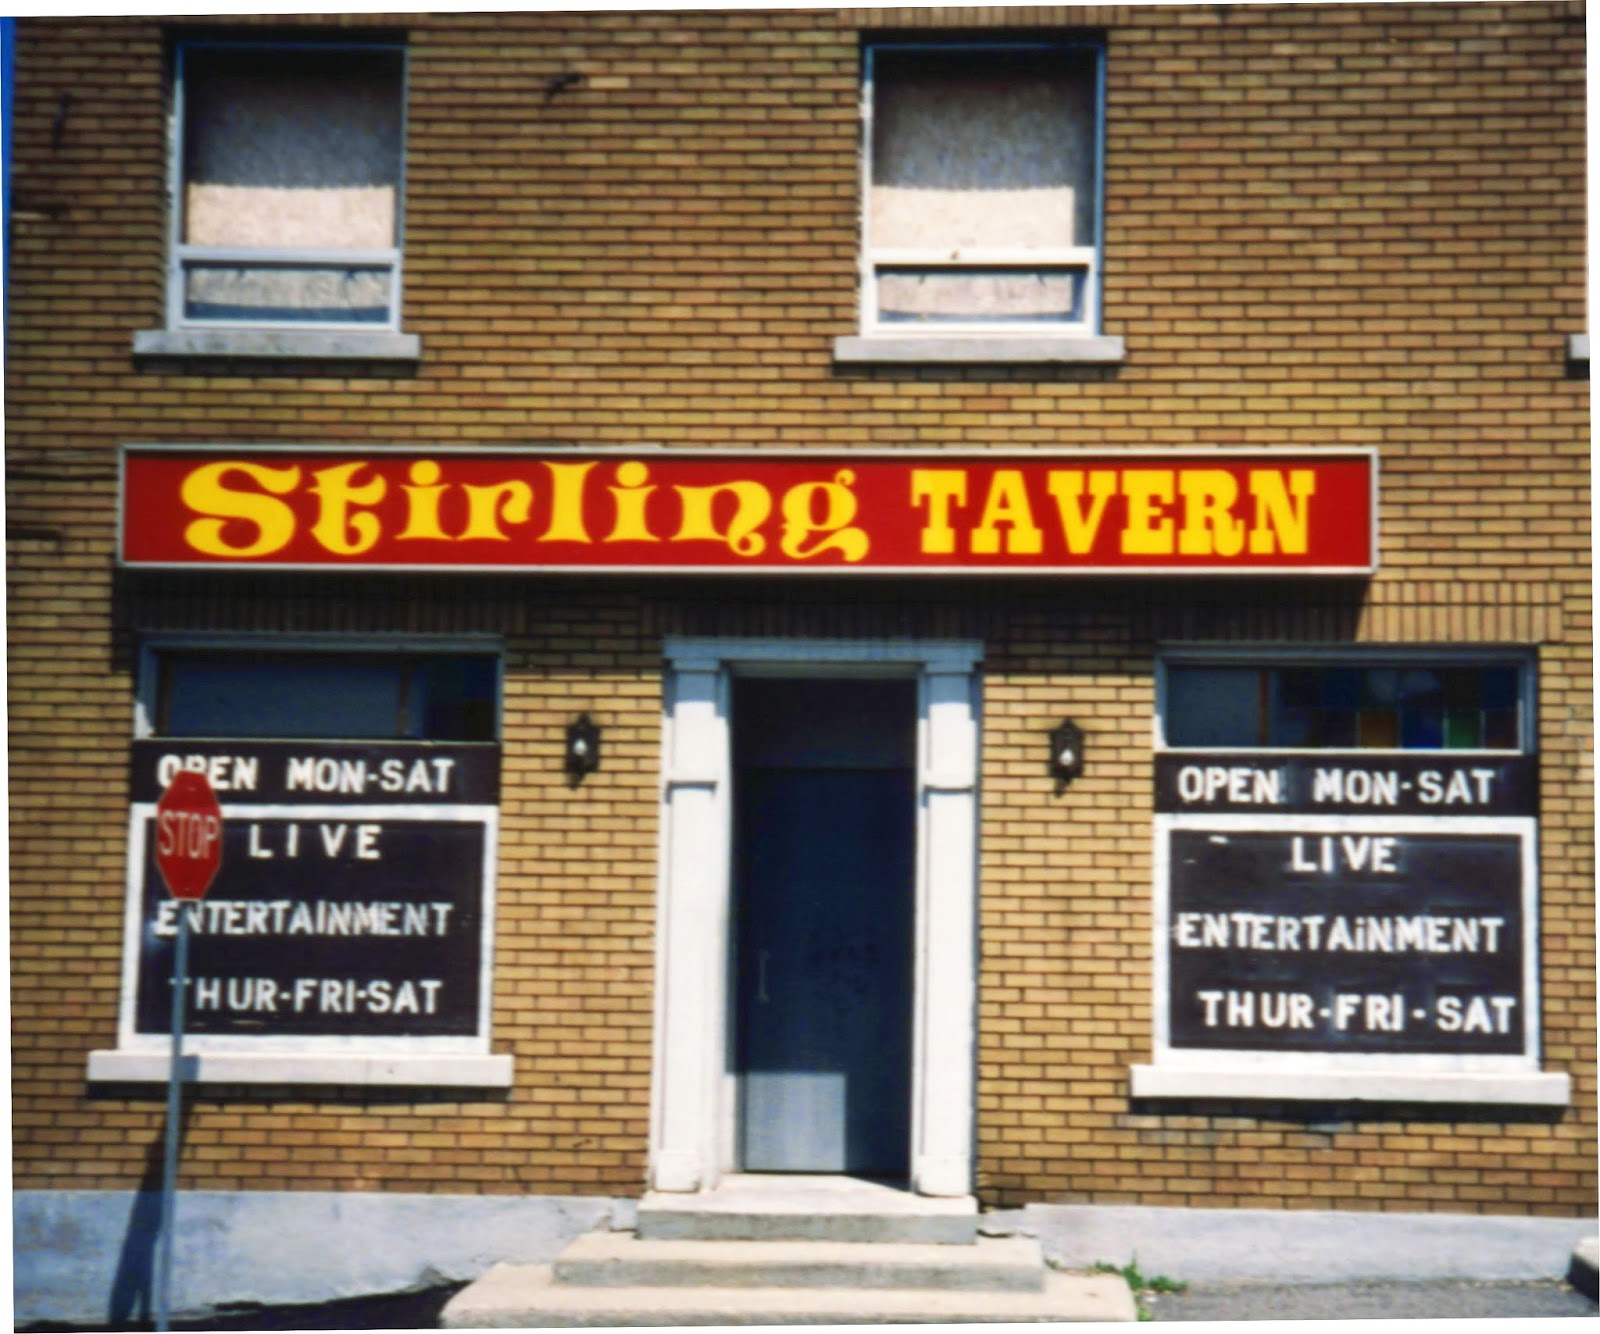 Stirling TAVERN
OPEN MON-SAT
LIVE
ENTERTAiNMENT
THUR-FRI-SAT
STOP
OPEN MON-SAT
LIVE
ENTERTAiNMENT
THUR-FRI-SAT